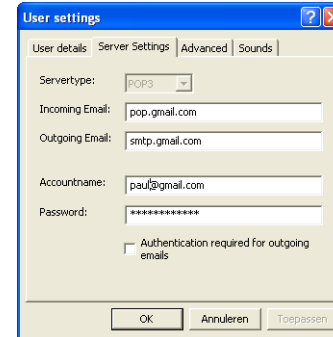 User settings
User details Server Settings Advanced Sounds
Servertype: POP3
Incoming Email: pop.gmail.com
Outgoing Email: smtp.gmail.com
Accountname: paul@gmail.com
Password: ************
Authentication required for outgoing
emails
OK Annuleren Toepassen